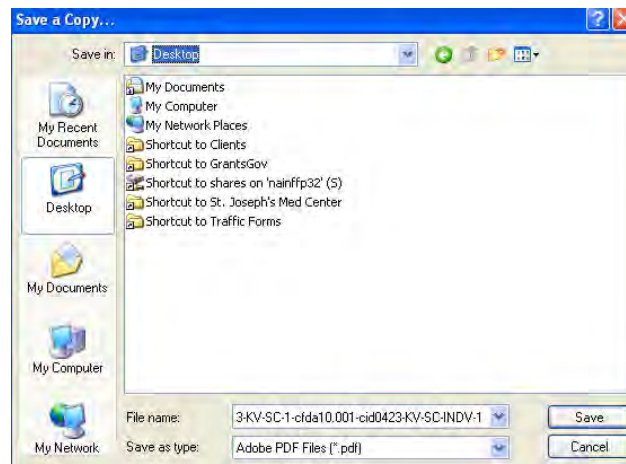 Save a Copy...
Save in:
Desktop
My Recent
Documents
Desktop
My Documents
My Computer
My Network
My Documents
My Computer
My Network Places
Shortcut to Clients
Shortcut to GrantsGov
Shortcut to shares on 'nainffp32' (S)
Shortcut to St. Joseph's Med Center
Shortcut to Traffic Forms
File name:
3-KV-SC-1-cfda10.001-cid0423-KV-SC-INDV-1
Save
Save as type:
Adobe PDF Files (*.pdf)
Cancel